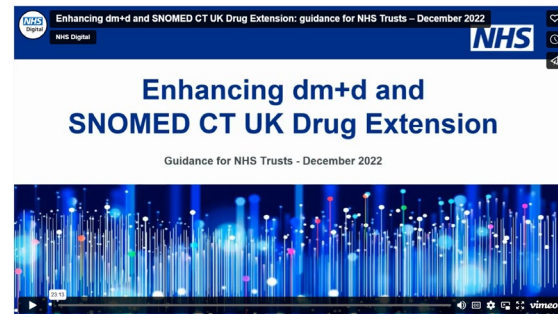 NHS
Digital
Enhancing dm+d and SNOMED CT UK Drug Extension: guidance for NHS Trusts – December 2022
NHS Digital
NHS
Enhancing dm+d and
SNOMED CT UK Drug Extension
Guidance for NHS Trusts - December 2022
23:13
vimeo